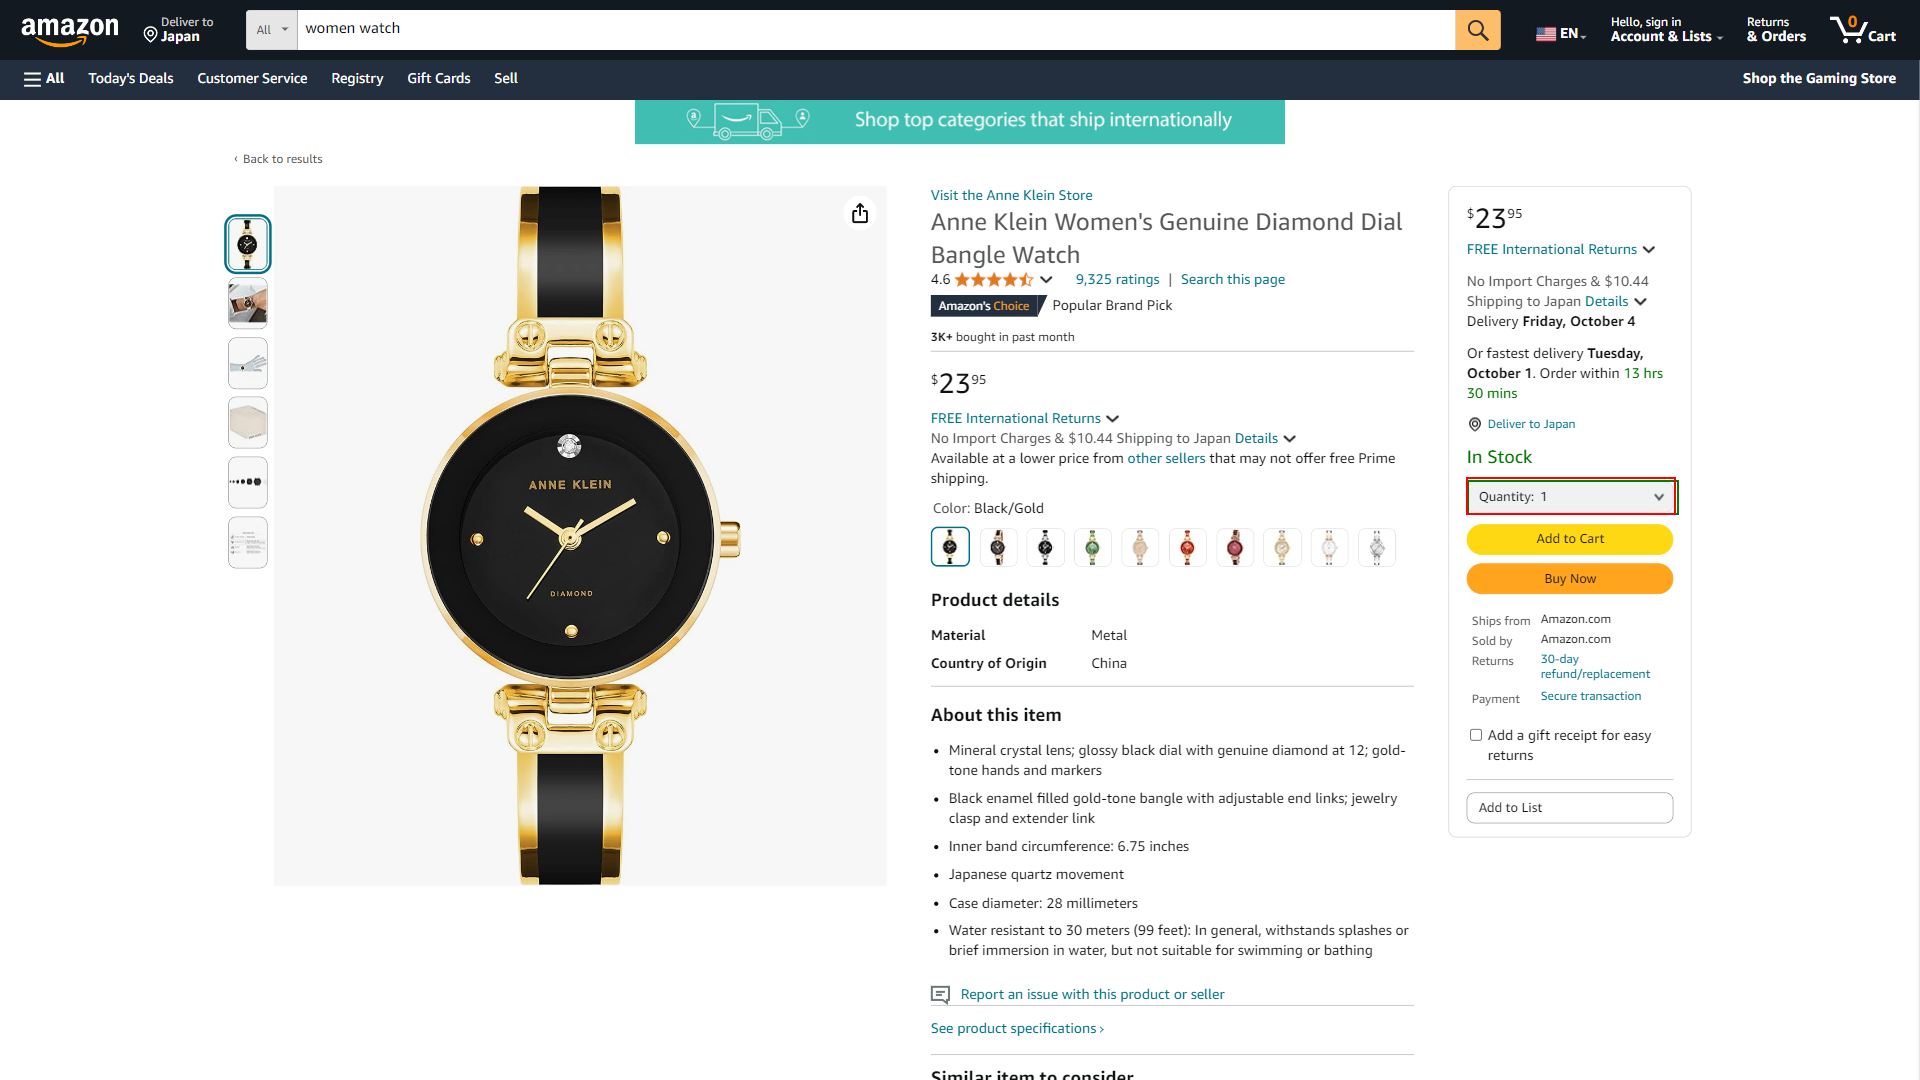 amazon
Deliver to
Japan
All
women watch
EN
Hello, sign in
Account & Lists
Returns
& Orders
0
Cart
All
Today's Deals
Customer Service
Registry
Gift Cards
Sell
Shop the Gaming Store
Shop top categories that ship internationally
‹ Back to results
ANNE KLEIN
DIAMOND
Visit the Anne Klein Store
Anne Klein Women's Genuine Diamond Dial
Bangle Watch
4.6
9,325 ratings | Search this page
Amazon's Choice Popular Brand Pick
3K+ bought in past month
$23 95
FREE International Returns
No Import Charges & $10.44 Shipping to Japan Details
Available at a lower price from other sellers that may not offer free Prime
shipping.
Color: Black/Gold
Product details
Material Metal
Country of Origin China
About this item
• Mineral crystal lens; glossy black dial with genuine diamond at 12; gold-
tone hands and markers
• Black enamel filled gold-tone bangle with adjustable end links; jewelry
clasp and extender link
• Inner band circumference: 6.75 inches
• Japanese quartz movement
• Case diameter: 28 millimeters
• Water resistant to 30 meters (99 feet): In general, withstands splashes or
brief immersion in water, but not suitable for swimming or bathing
Report an issue with this product or seller
See product specifications ›
Similar item to consider
$23 95
FREE International Returns
No Import Charges & $10.44
Shipping to Japan Details
Delivery Friday, October 4
Or fastest delivery Tuesday,
October 1. Order within 13 hrs
30 mins
Deliver to Japan
In Stock
Quantity: 1
Add to Cart
Buy Now
Ships from Amazon.com
Sold by Amazon.com
Returns 30-day
refund/replacement
Payment Secure transaction
Add a gift receipt for easy
returns
Add to List